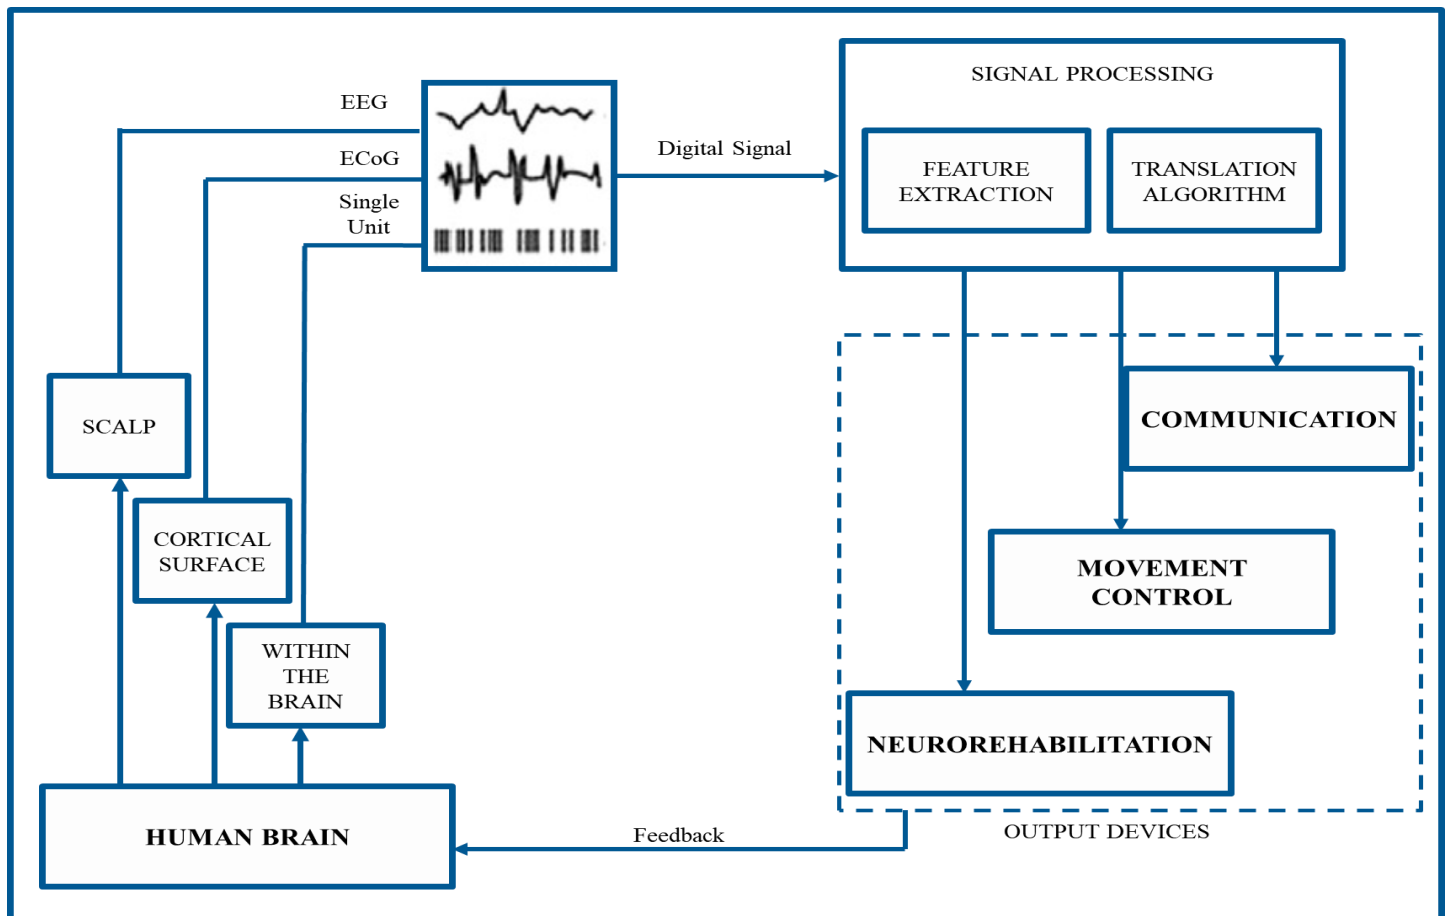 EEG
ECoG
Single
Unit
Digital Signal
SIGNAL PROCESSING
FEATURE
EXTRACTION
TRANSLATION
ALGORITHM
SCALP
CORTICAL
SURFACE
WITHIN
THE
BRAIN
HUMAN BRAIN
COMMUNICATION
MOVEMENT
CONTROL
NEUROREHABILITATION
OUTPUT DEVICES
Feedback